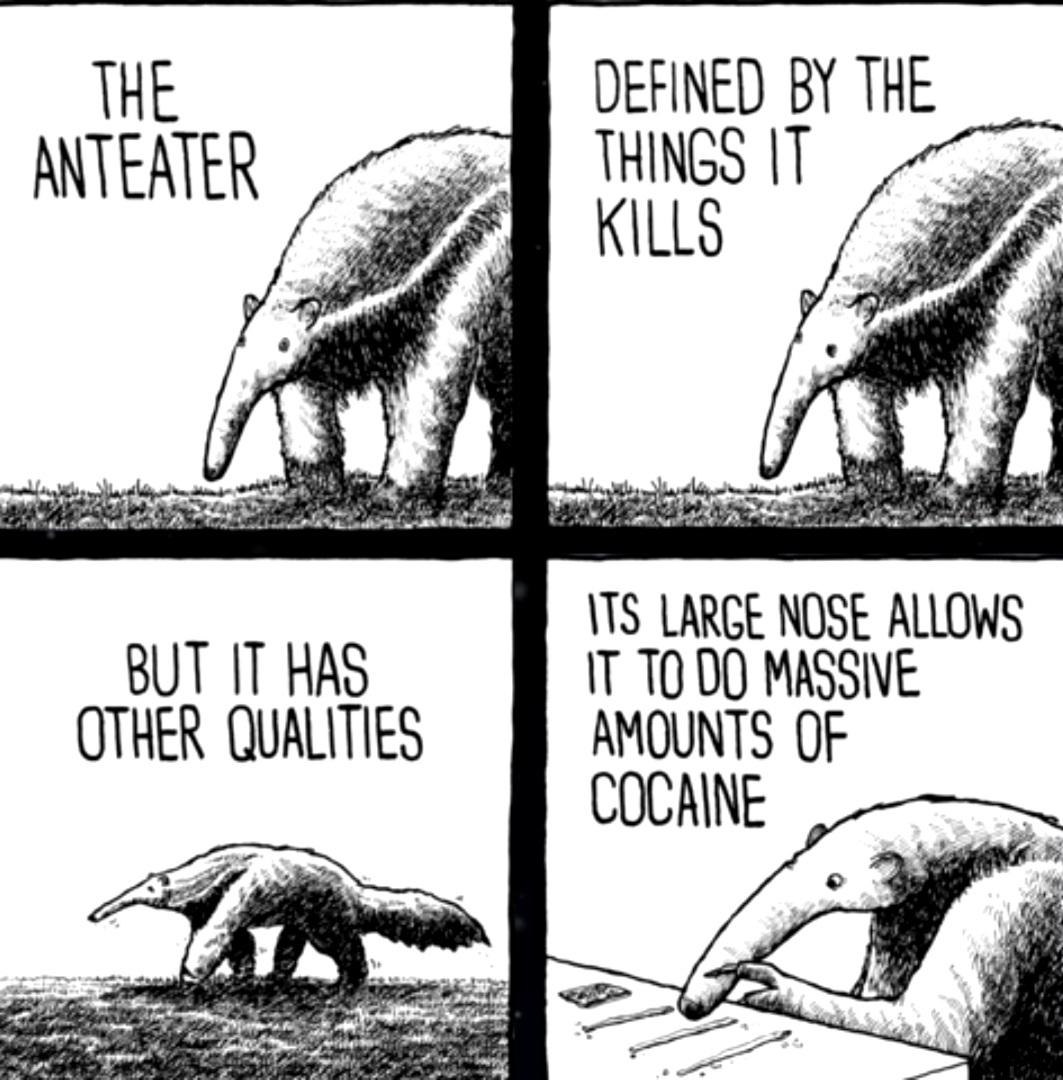 THE
ANTEATER
DEFINED BY THE
THINGS IT
KILLS
BUT IT HAS
OTHER QUALITIES
ITS LARGE NOSE ALLOWS
IT TO DO MASSIVE
AMOUNTS OF
COCAINE